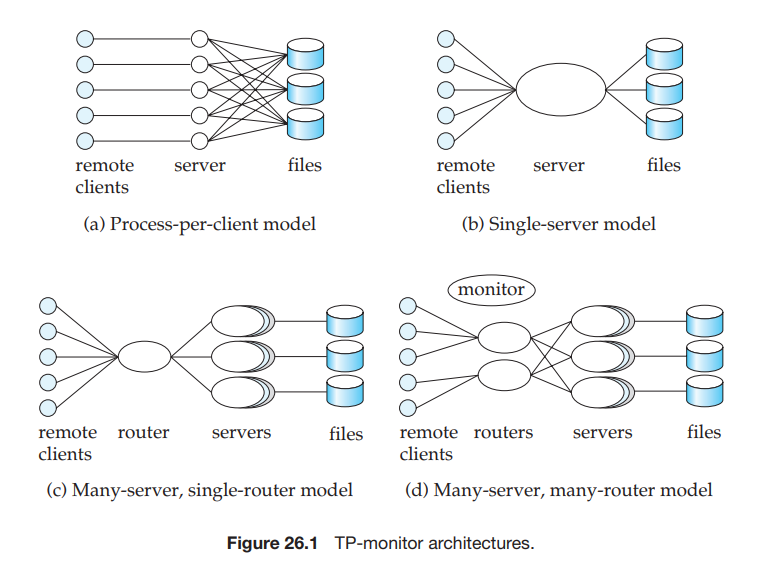 remote server files
clients
(a) Process-per-client model
remote server files
clients
(b) Single-server model
remote router servers files
clients
(c) Many-server, single-router model
monitor
remote routers servers files
clients
(d) Many-server, many-router model
Figure 26.1 TP-monitor architectures.